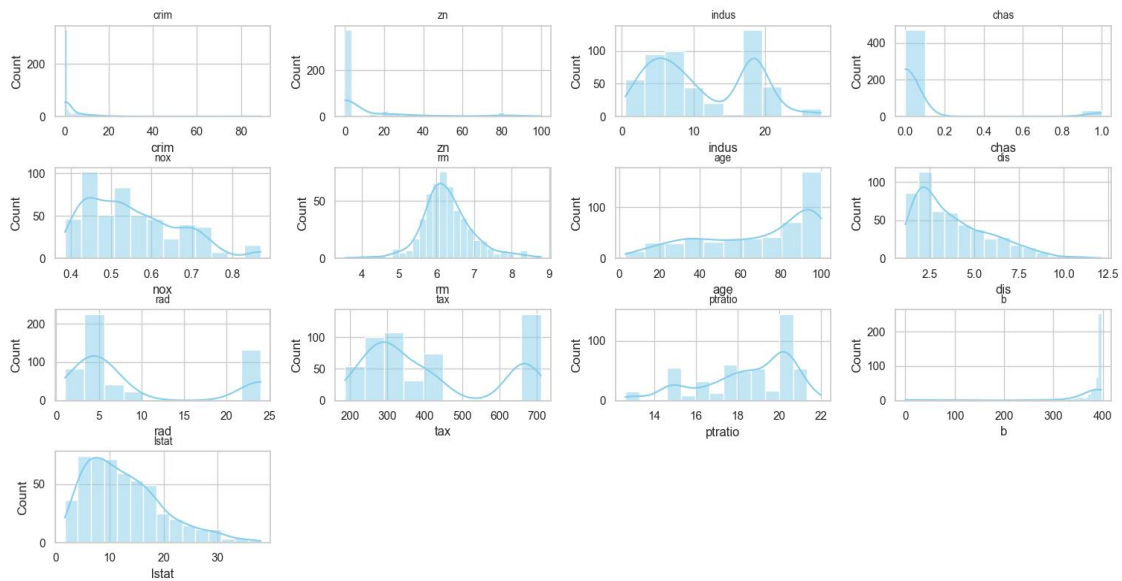 crim zn indus chas
Count 200 0 0 20 40 60 80 crim
Count 200 0 0 20 40 60 80 100 zn
Count 100 50 0 0 10 20 indus
Count 400 200 0 0.0 0.2 0.4 0.6 0.8 1.0 chas
nox rm age dis
Count 100 50 0 0.4 0.5 0.6 0.7 0.8 nox
Count 50 0 4 5 6 7 8 9 rm
Count 100 0 0 20 40 60 80 100 age
Count 100 50 0 2.5 5.0 7.5 10.0 12.5 dis
rad tax ptratio b
Count 200 100 0 0 5 10 15 20 25 rad
Count 100 50 0 200 300 400 500 600 700 tax
Count 100 0 14 16 18 20 22 ptratio
Count 200 100 0 0 100 200 300 400 b
lstat
Count 50 0 0 10 20 30 lstat